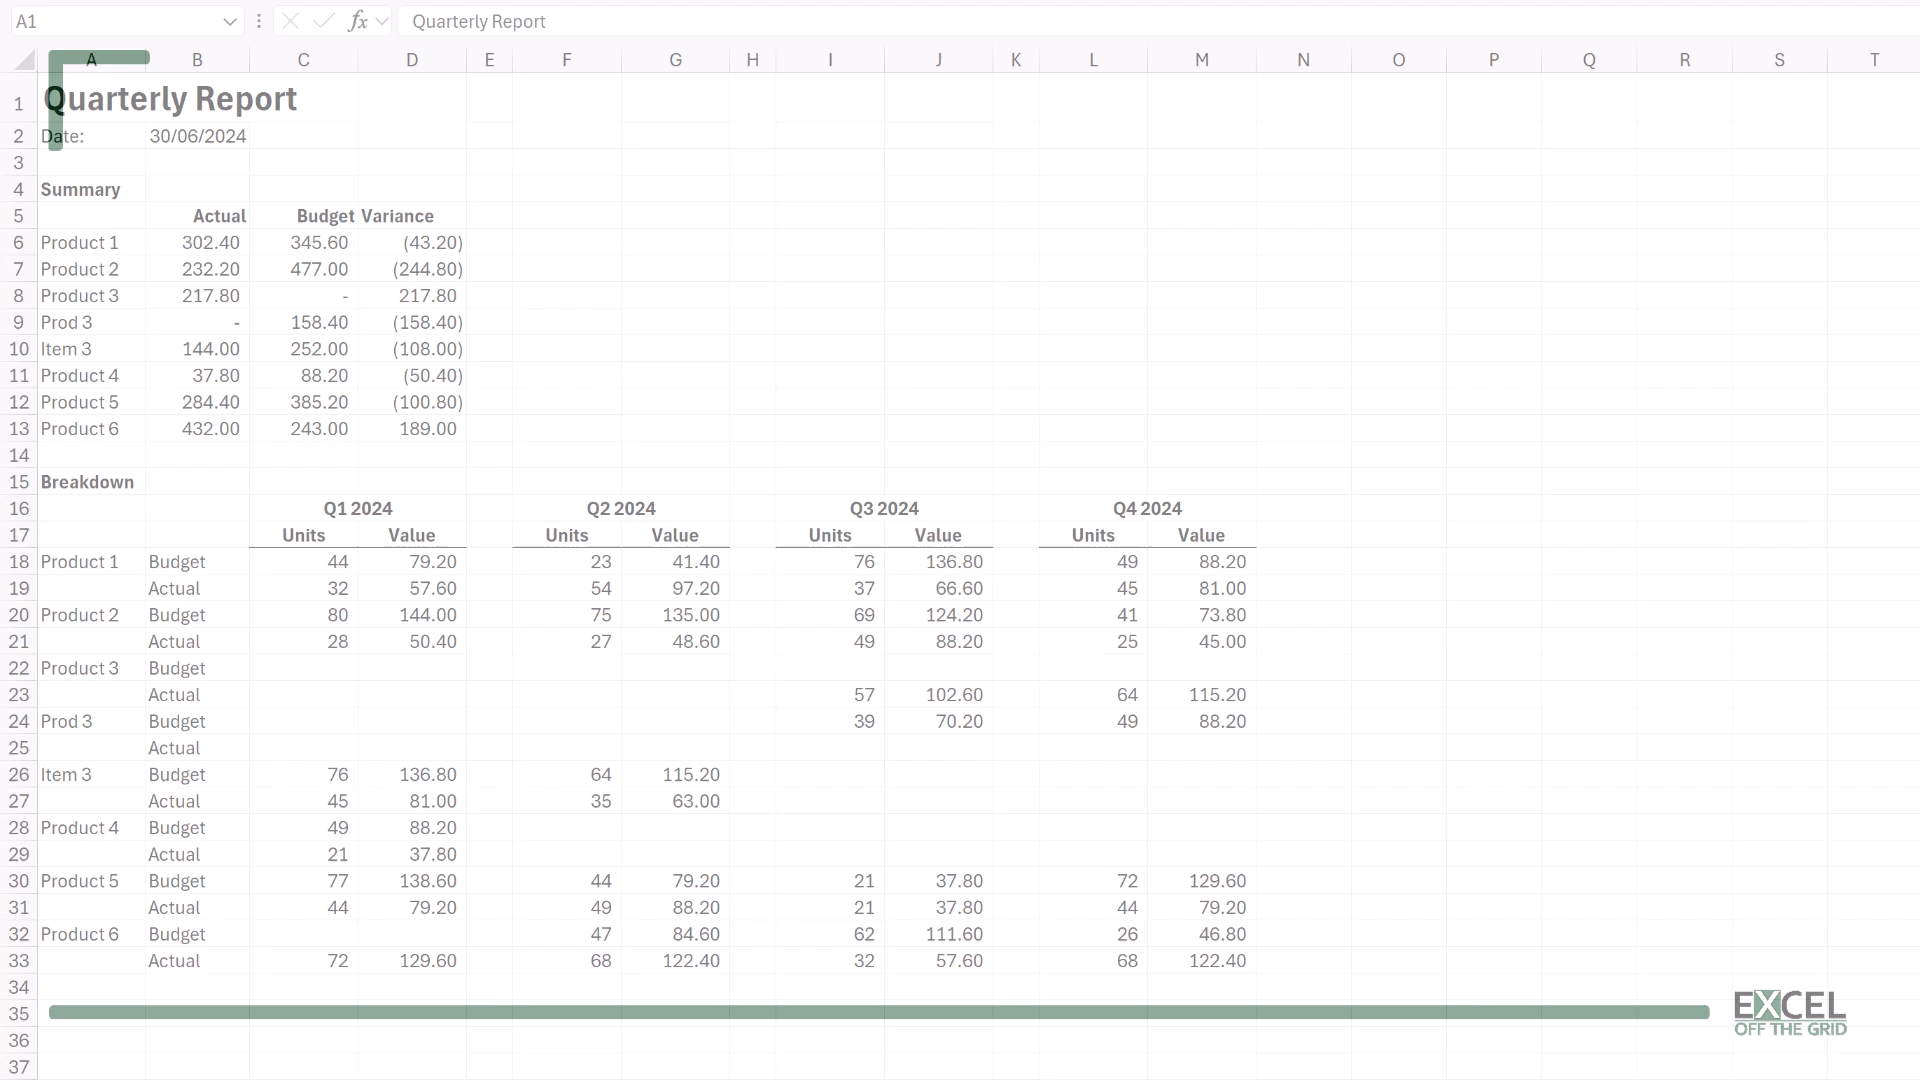 A1 fx Quarterly Report
A B C D E F G H I J K L M N O P Q R S T
1 Quarterly Report
2 Date: 30/06/2024
3
4 Summary
5 Actual Budget Variance
6 Product 1 302.40 345.60 (43.20)
7 Product 2 232.20 477.00 (244.80)
8 Product 3 217.80 - 217.80
9 Prod 3 - 158.40 (158.40)
10 Item 3 144.00 252.00 (108.00)
11 Product 4 37.80 88.20 (50.40)
12 Product 5 284.40 385.20 (100.80)
13 Product 6 432.00 243.00 189.00
14
15 Breakdown
16 Q1 2024 Q2 2024 Q3 2024 Q4 2024
17 Units Value Units Value Units Value Units Value
18 Product 1 Budget 44 79.20 23 41.40 76 136.80 49 88.20
19 Actual 32 57.60 54 97.20 37 66.60 45 81.00
20 Product 2 Budget 80 144.00 75 135.00 69 124.20 41 73.80
21 Actual 28 50.40 27 48.60 49 88.20 25 45.00
22 Product 3 Budget
23 Actual 57 102.60 64 115.20
24 Prod 3 Budget 39 70.20 49 88.20
25 Actual
26 Item 3 Budget 76 136.80 64 115.20
27 Actual 45 81.00 35 63.00
28 Product 4 Budget 49 88.20
29 Actual 21 37.80
30 Product 5 Budget 77 138.60 44 79.20 21 37.80 72 129.60
31 Actual 44 79.20 49 88.20 21 37.80 44 79.20
32 Product 6 Budget 47 84.60 62 111.60 26 46.80
33 Actual 72 129.60 68 122.40 32 57.60 68 122.40
34
35
36
37
EXCEL
OFF THE GRID